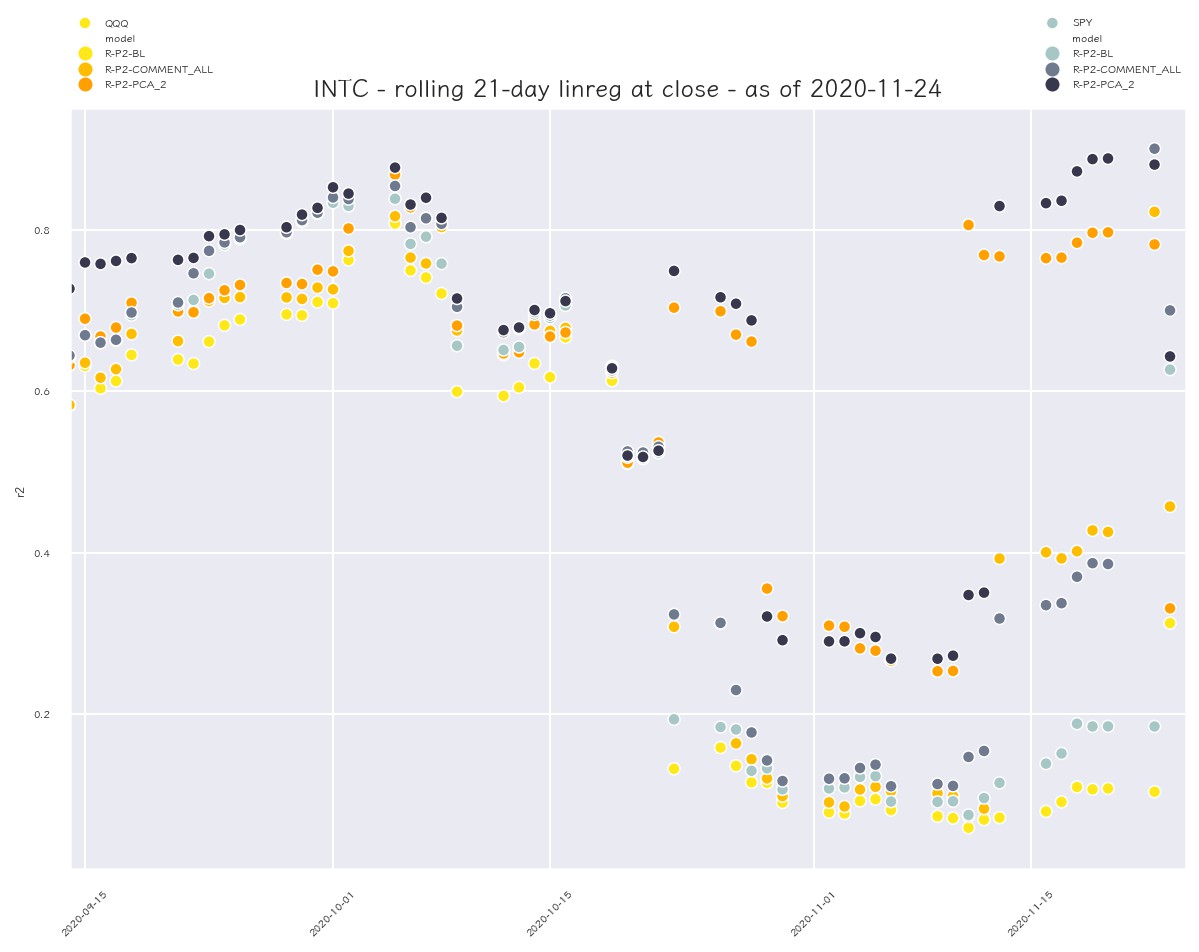 QQQ
model
R-P2-BL
R-P2-COMMENT_ALL
R-P2-PCA_2
SPY
model
R-P2-BL
R-P2-COMMENT_ALL
R-P2-PCA_2
INTC - rolling 21-day linreg at close - as of 2020-11-24
0.8
0.6
r2
0.4
0.2
2020-09-15
2020-10-01
2020-10-15
2020-11-01
2020-11-15